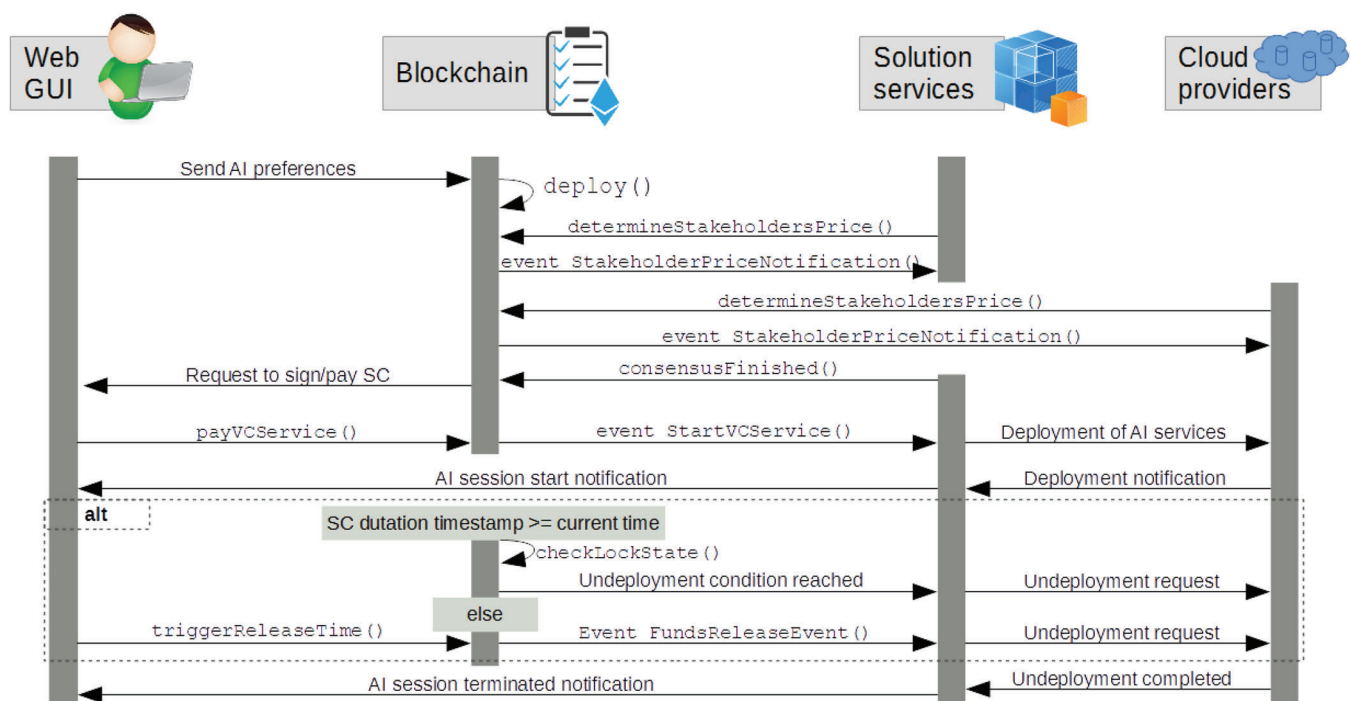 Web
GUI
Blockchain
Solution
services
Cloud
providers
Send AI preferences
deploy()
determineStakeholdersPrice()
event StakeholderPriceNotification()
determineStakeholdersPrice()
event StakeholderPriceNotification()
consensusFinished()
Request to sign/pay SC
payVCService()
event StartVCService()
Deployment of AI services
AI session start notification
Deployment notification
alt
SC dutation timestamp >= current time
checkLockState()
Undeployment condition reached
Undeployment request
else
triggerReleaseTime()
Event FundsReleaseEvent()
Undeployment request
AI session terminated notification
Undeployment completed